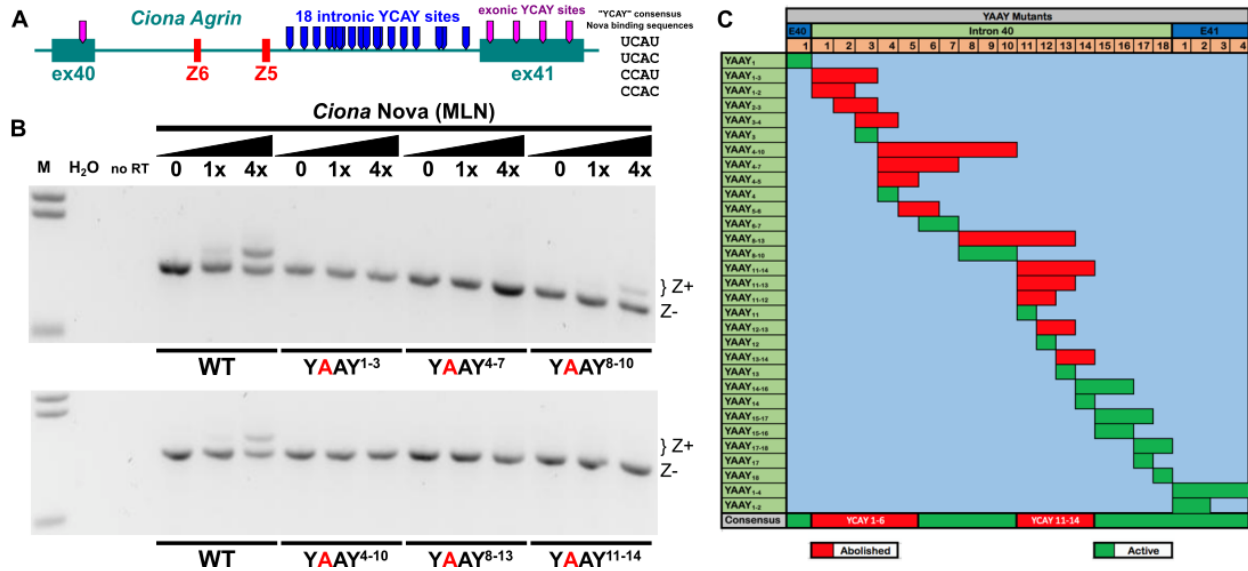 A
Ciona Agrin
18 intronic YCAY sites
exonic YCAY sites
"YCAY" consensus
Nova binding sequences
UCAU
UCAC
CCAU
CCAC
ex40
Z6
Z5
ex41
B
Ciona Nova (MLN)
M H₂O no RT 0 1x 4x 0 1x 4x 0 1x 4x 0 1x 4x
} Z+
Z-
WT YAAY¹⁻³ YAAY⁴⁻⁷ YAAY⁸⁻¹⁰
} Z+
Z-
WT YAAY⁴⁻¹⁰ YAAY⁸⁻¹³ YAAY¹¹⁻¹⁴
C
YAAY Mutants
E40 Intron 40 E41
1 1 2 3 4 5 6 7 8 9 10 11 12 13 14 15 16 17 18 1 2 3 4
YAAY₁
YAAY₁₋₃
YAAY₁₋₂
YAAY₂₋₃
YAAY₃₋₄
YAAY₃
YAAY₄₋₁₀
YAAY₄₋₇
YAAY₄₋₅
YAAY₄
YAAY₅₋₆
YAAY₆₋₇
YAAY₈₋₁₃
YAAY₈₋₁₀
YAAY₁₁₋₁₄
YAAY₁₁₋₁₃
YAAY₁₁₋₁₂
YAAY₁₁
YAAY₁₂₋₁₃
YAAY₁₂
YAAY₁₃₋₁₄
YAAY₁₃
YAAY₁₄₋₁₆
YAAY₁₄
YAAY₁₅₋₁₇
YAAY₁₅₋₁₆
YAAY₁₇₋₁₈
YAAY₁₇
YAAY₁₈
YAAY₁₋₄
YAAY₁₋₂
Consensus YCAY 1-6 YCAY 11-14
Abolished Active